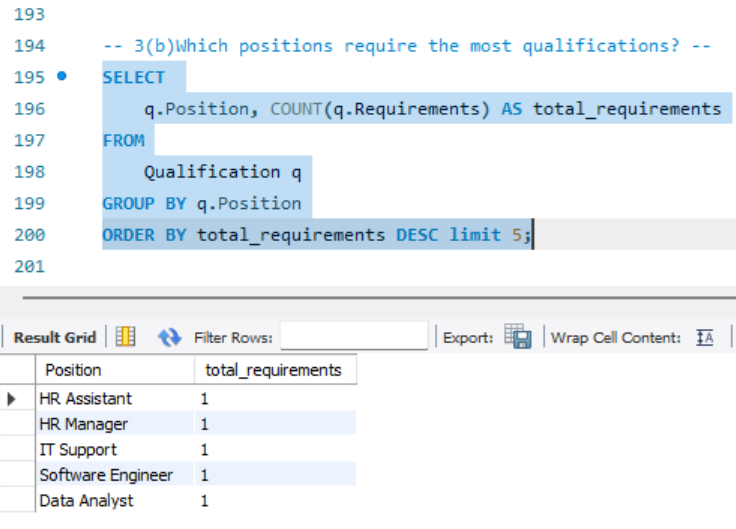 193
194 -- 3(b)Which positions require the most qualifications? --
195 SELECT
196 q.Position, COUNT(q.Requirements) AS total_requirements
197 FROM
198 Qualification q
199 GROUP BY q.Position
200 ORDER BY total_requirements DESC limit 5;
201
Result Grid Filter Rows: Export: Wrap Cell Content: IA
Position total_requirements
HR Assistant 1
HR Manager 1
IT Support 1
Software Engineer 1
Data Analyst 1